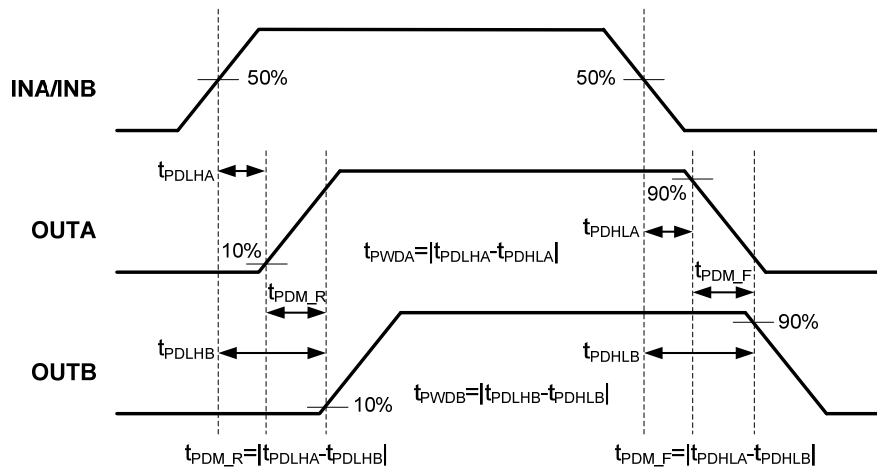 INA/INB
50%
50%
tPDLHA
90%
OUTA
tPDHLA
10%
tPWDA=|tPDLHA-tPDHLA|
tPDM_R
tPDM_F
90%
tPDLHB
tPDHLB
OUTB
10%
tPWDB=|tPDLHB-tPDHLB|
tPDM_R=|tPDLHA-tPDLHB|
tPDM_F=|tPDHLA-tPDHLB|